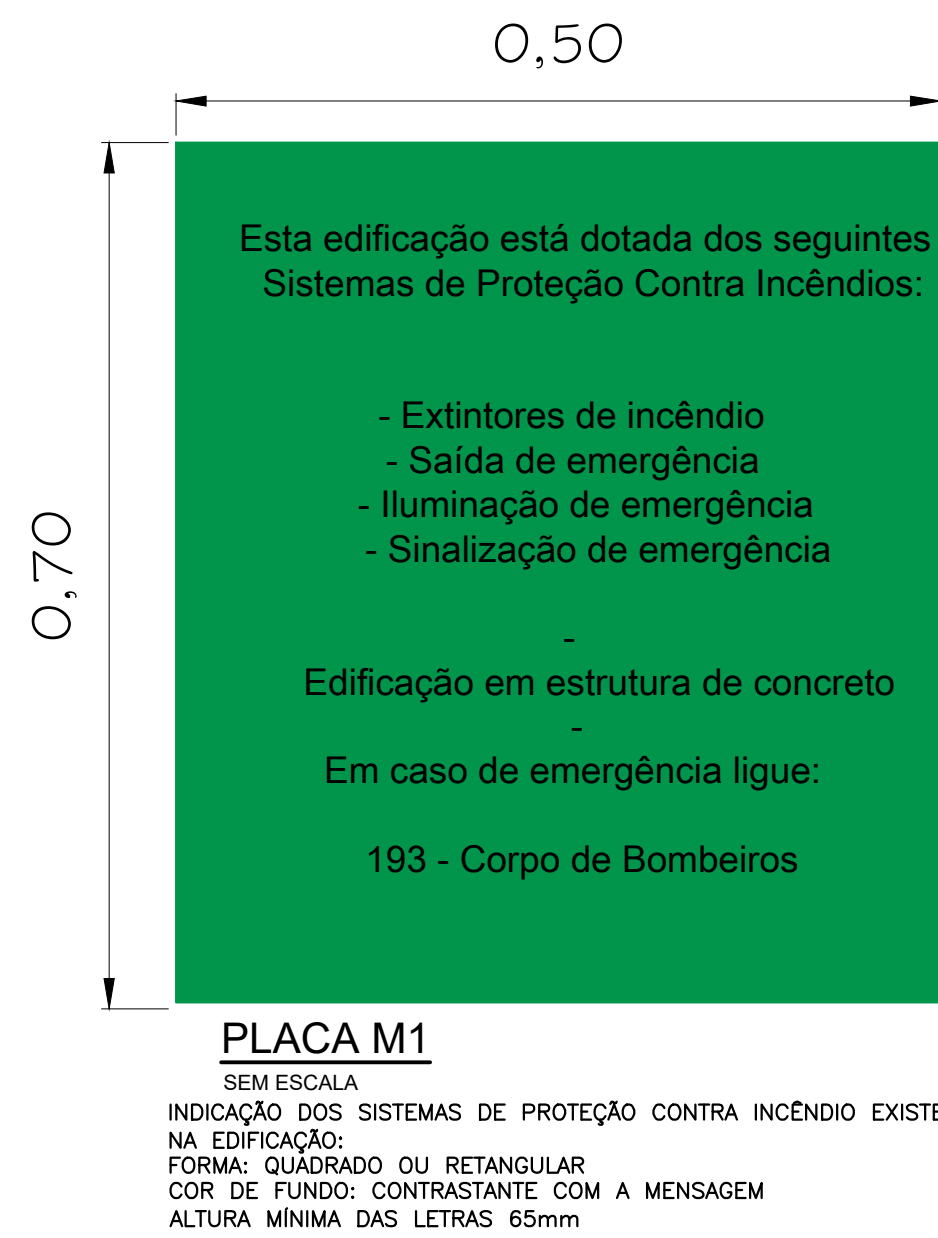 0,50
0,70
Esta edificação está dotada dos seguintes
Sistemas de Proteção Contra Incêndios:
- Extintores de incêndio
- Saída de emergência
- Iluminação de emergência
- Sinalização de emergência
-
Edificação em estrutura de concreto
-
Em caso de emergência ligue:
193 - Corpo de Bombeiros
PLACA M1
SEM ESCALA
INDICAÇÃO DOS SISTEMAS DE PROTEÇÃO CONTRA INCÊNDIO
NA EDIFICAÇÃO:
FORMA: QUADRADO OU RETANGULAR
COR DE FUNDO: CONTRASTANTE COM A MENSAGEM
ALTURA MÍNIMA DAS LETRAS 65mm